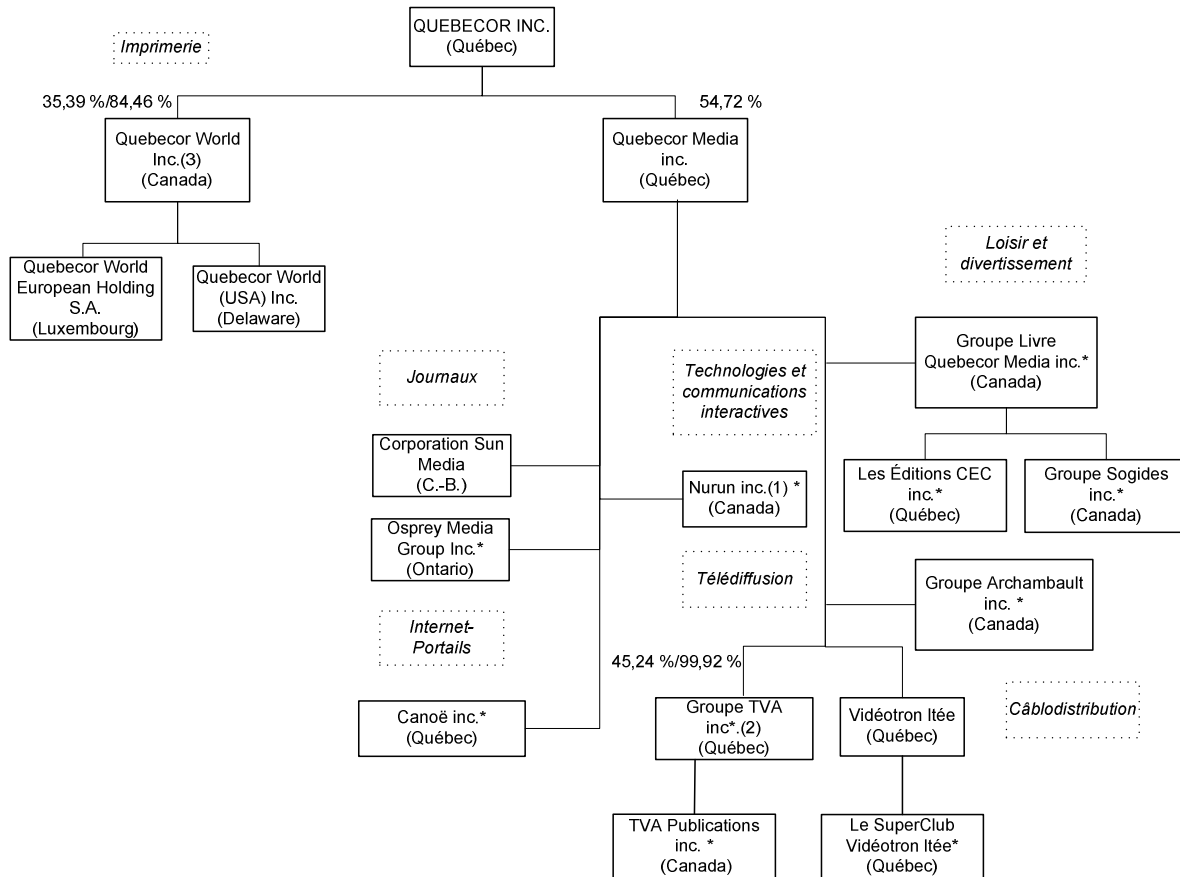 QUEBECOR INC.
(Québec)
Imprimerie
35,39 %/84,46 %
54,72 %
Quebecor World
Inc.(3)
(Canada)
Quebecor Media
inc.
(Québec)
Quebecor World
European Holding
S.A.
(Luxembourg)
Quebecor World
(USA) Inc.
(Delaware)
Loisir et
divertissement
Journaux
Technologies et
communications
interactives
Groupe Livre
Quebecor Media inc.*
(Canada)
Corporation Sun
Media
(C.-B.)
Nurun inc.(1) *
(Canada)
Les Éditions CEC
inc.*
(Québec)
Groupe Sogides
inc.*
(Canada)
Osprey Media
Group Inc.*
(Ontario)
Télédiffusion
Groupe Archambault
inc. *
(Canada)
Internet-
Portails
45,24 %/99,92 %
Canoë inc.*
(Québec)
Groupe TVA
inc*.(2)
(Québec)
Vidéotron ltée
(Québec)
Câblodistribution
TVA Publications
inc. *
(Canada)
Le SuperClub
Vidéotron ltée*
(Québec)